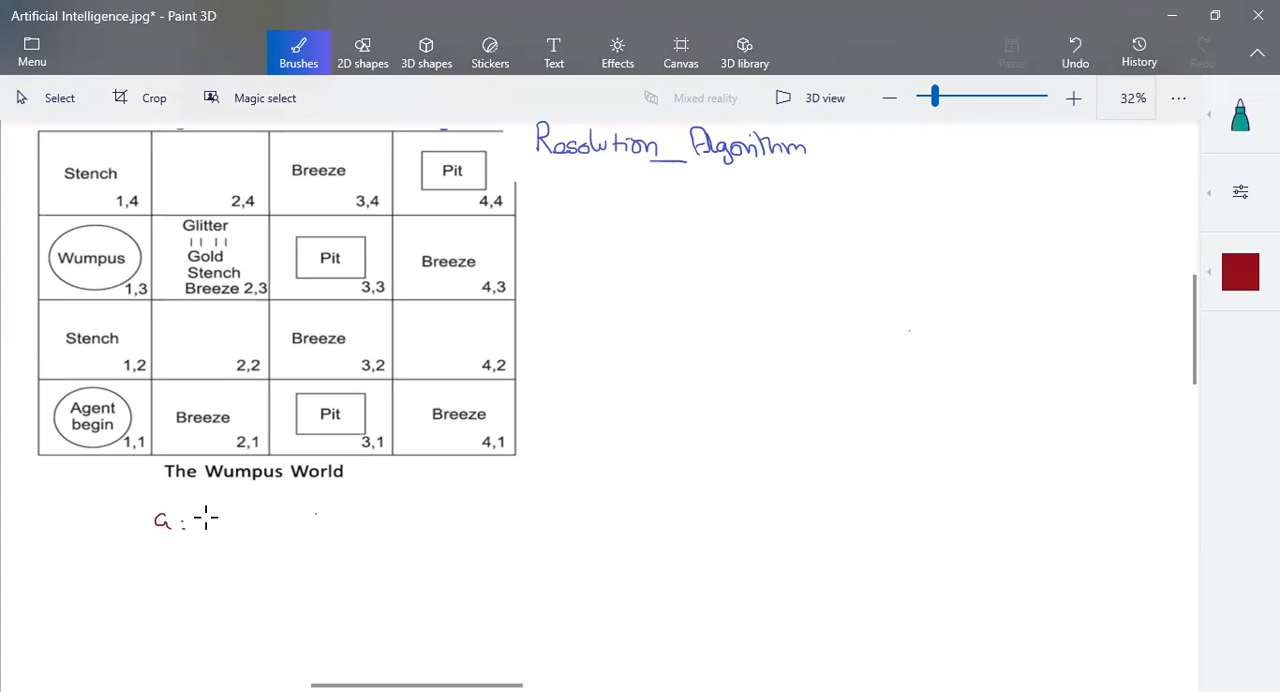 Artificial Intelligence.jpg* - Paint 3D
Menu
Brushes
2D shapes
3D shapes
Stickers
Text
Effects
Canvas
3D library
Paste
Undo
History
Redo
Select
Crop
Magic select
Mixed reality
3D view
32%
Resolution Algorithm
Stench
1,4
2,4
Breeze
3,4
Pit
4,4
Wumpus
1,3
Glitter
Gold
Stench
Breeze 2,3
Pit
3,3
Breeze
4,3
Stench
1,2
2,2
Breeze
3,2
4,2
Agent
begin
1,1
Breeze
2,1
Pit
3,1
Breeze
4,1
The Wumpus World